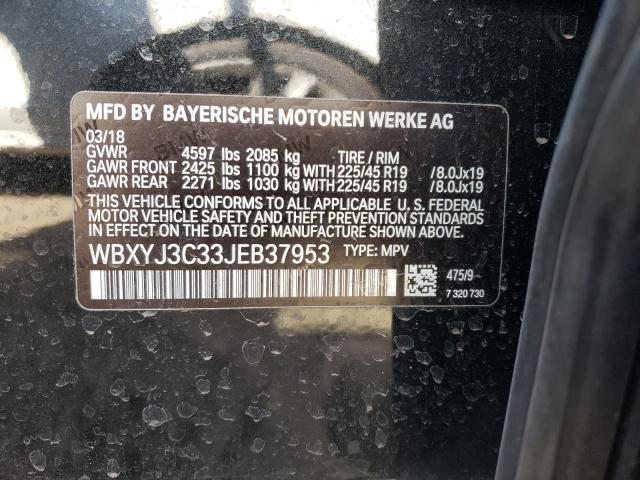 MFD BY BAYERISCHE MOTOREN WERKE AG
03/18
GVWR 4597 lbs 2085 kg TIRE / RIM
GAWR FRONT 2425 lbs 1100 kg WITH 225/45 R19 /8.0Jx19
GAWR REAR 2271 lbs 1030 kg WITH 225/45 R19 /8.0Jx19
THIS VEHICLE CONFORMS TO ALL APPLICABLE U. S. FEDERAL
MOTOR VEHICLE SAFETY AND THEFT PREVENTION STANDARDS
IN EFFECT ON THE DATE OF MANUFACTURE SHOWN ABOVE.
WBXYJ3C33JEB37953 TYPE: MPV
475/9
7 320 730